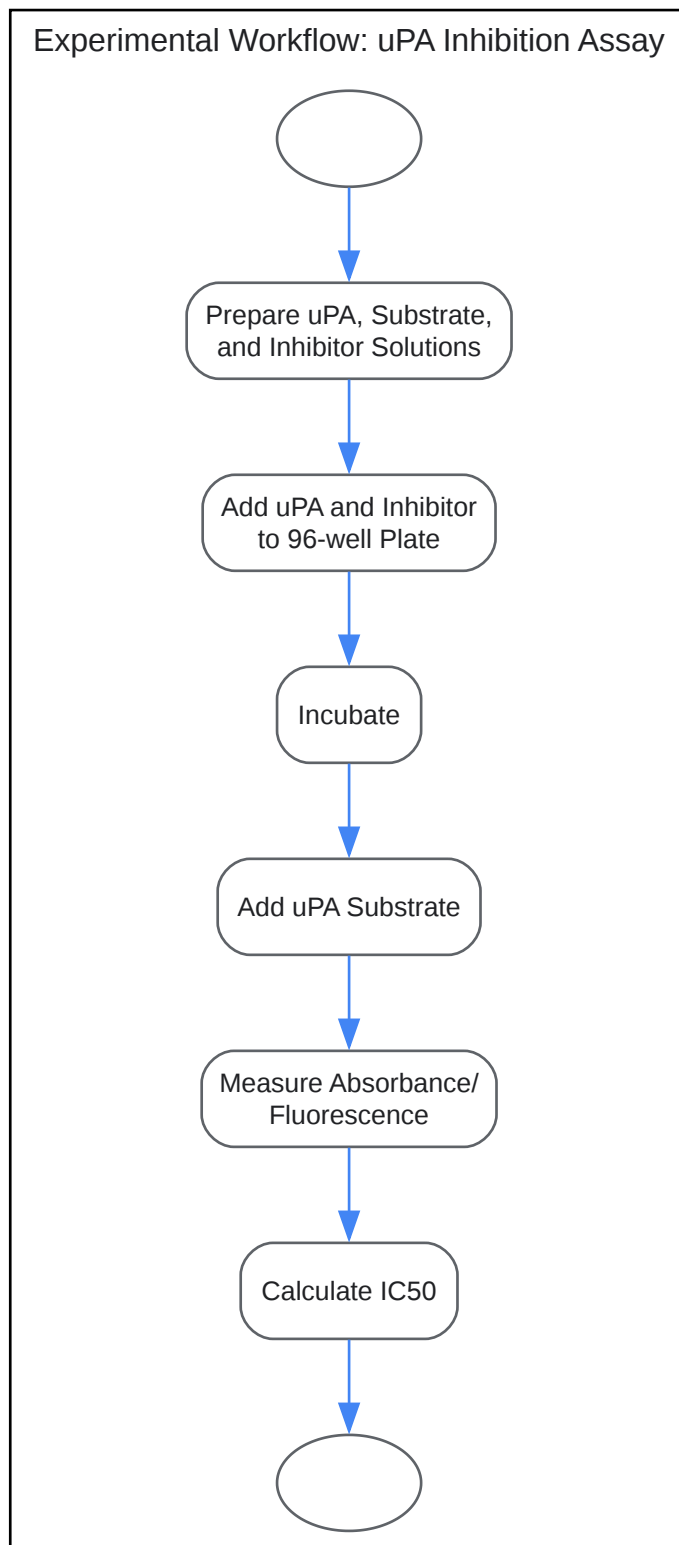 Experimental Workflow: uPA Inhibition Assay
Prepare uPA, Substrate,
and Inhibitor Solutions
Add uPA and Inhibitor
to 96-well Plate
Incubate
Add uPA Substrate
Measure Absorbance/
Fluorescence
Calculate IC50